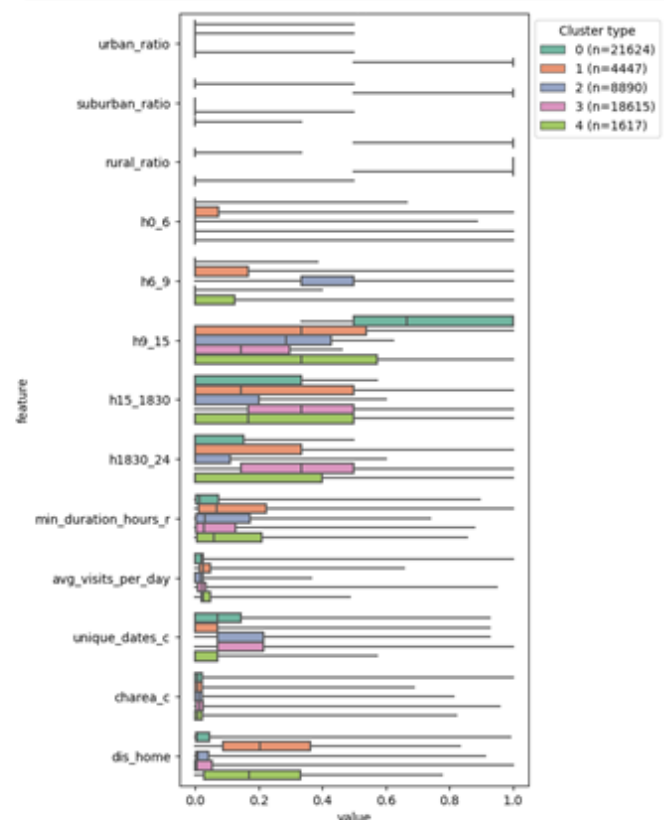 Cluster type
0 (n=21624)
1 (n=4447)
2 (n=8890)
3 (n=18615)
4 (n=1617)
urban_ratio
suburban_ratio
rural_ratio
h0_6
h6_9
h9_15
h15_1830
h1830_24
min_duration_hours_r
avg_visits_per_day
unique_dates_c
charea_c
dis_home
feature
0.0 0.2 0.4 0.6 0.8 1.0
value